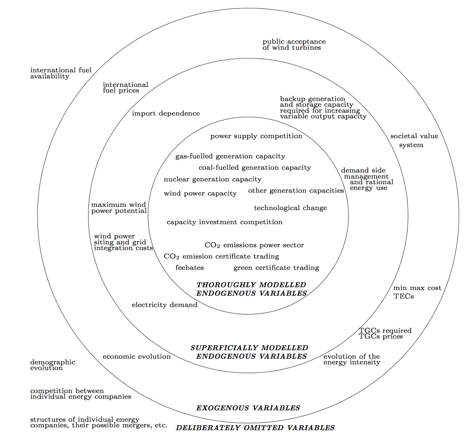 public acceptance
of wind turbines
international fuel
availability
international
fuel prices
import dependence
backup generation
and storage capacity
required for increasing
variable output capacity
power supply competition
societal value
system
gas-fuelled generation capacity
coal-fuelled generation capacity
nuclear generation capacity
wind power capacity
other generation capacities
demand side
management
and rational
energy use
technological change
maximum wind
power potential
capacity investment competition
wind power
siting and grid
integration costs
CO2 emissions power sector
CO2 emission certificate trading
feebates
green certificate trading
THOROUGHLY MODELLED
ENDOGENOUS VARIABLES
min max cost
TECs
electricity demand
TGCs required
TGCs prices
SUPERFICIALLY MODELLED
ENDOGENOUS VARIABLES
economic evolution
evolution of the
energy intensity
demographic
evolution
competition between
individual energy companies
EXOGENOUS VARIABLES
structures of individual energy
companies, their possible mergers, etc.
DELIBERATELY OMITTED VARIABLES